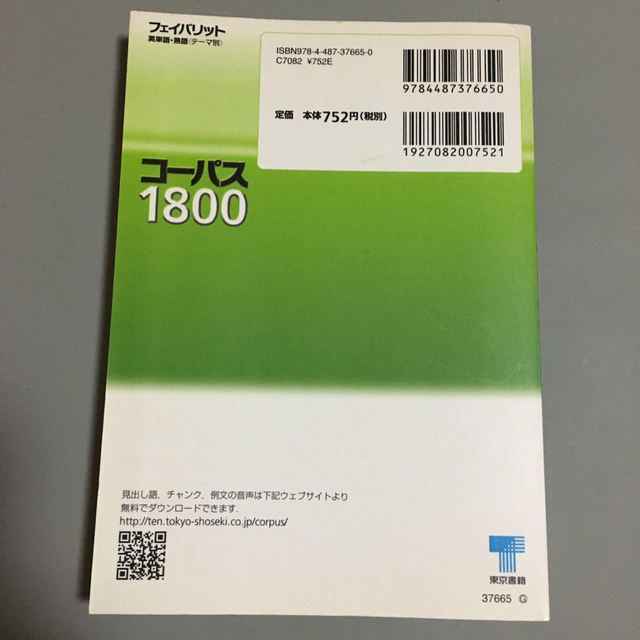 フェイバリット
英単語・熟語〈テーマ別〉
コーパス
1800
ISBN978-4-487-37665-0
C7082 ¥752E
9784487376650
定価 本体752円(税別)
1927082007521
見出し語，チャンク，例文の音声は下記ウェブサイトより
無料でダウンロードできます.
http://ten.tokyo-shoseki.co.jp/corpus/
東京書籍
37665 G